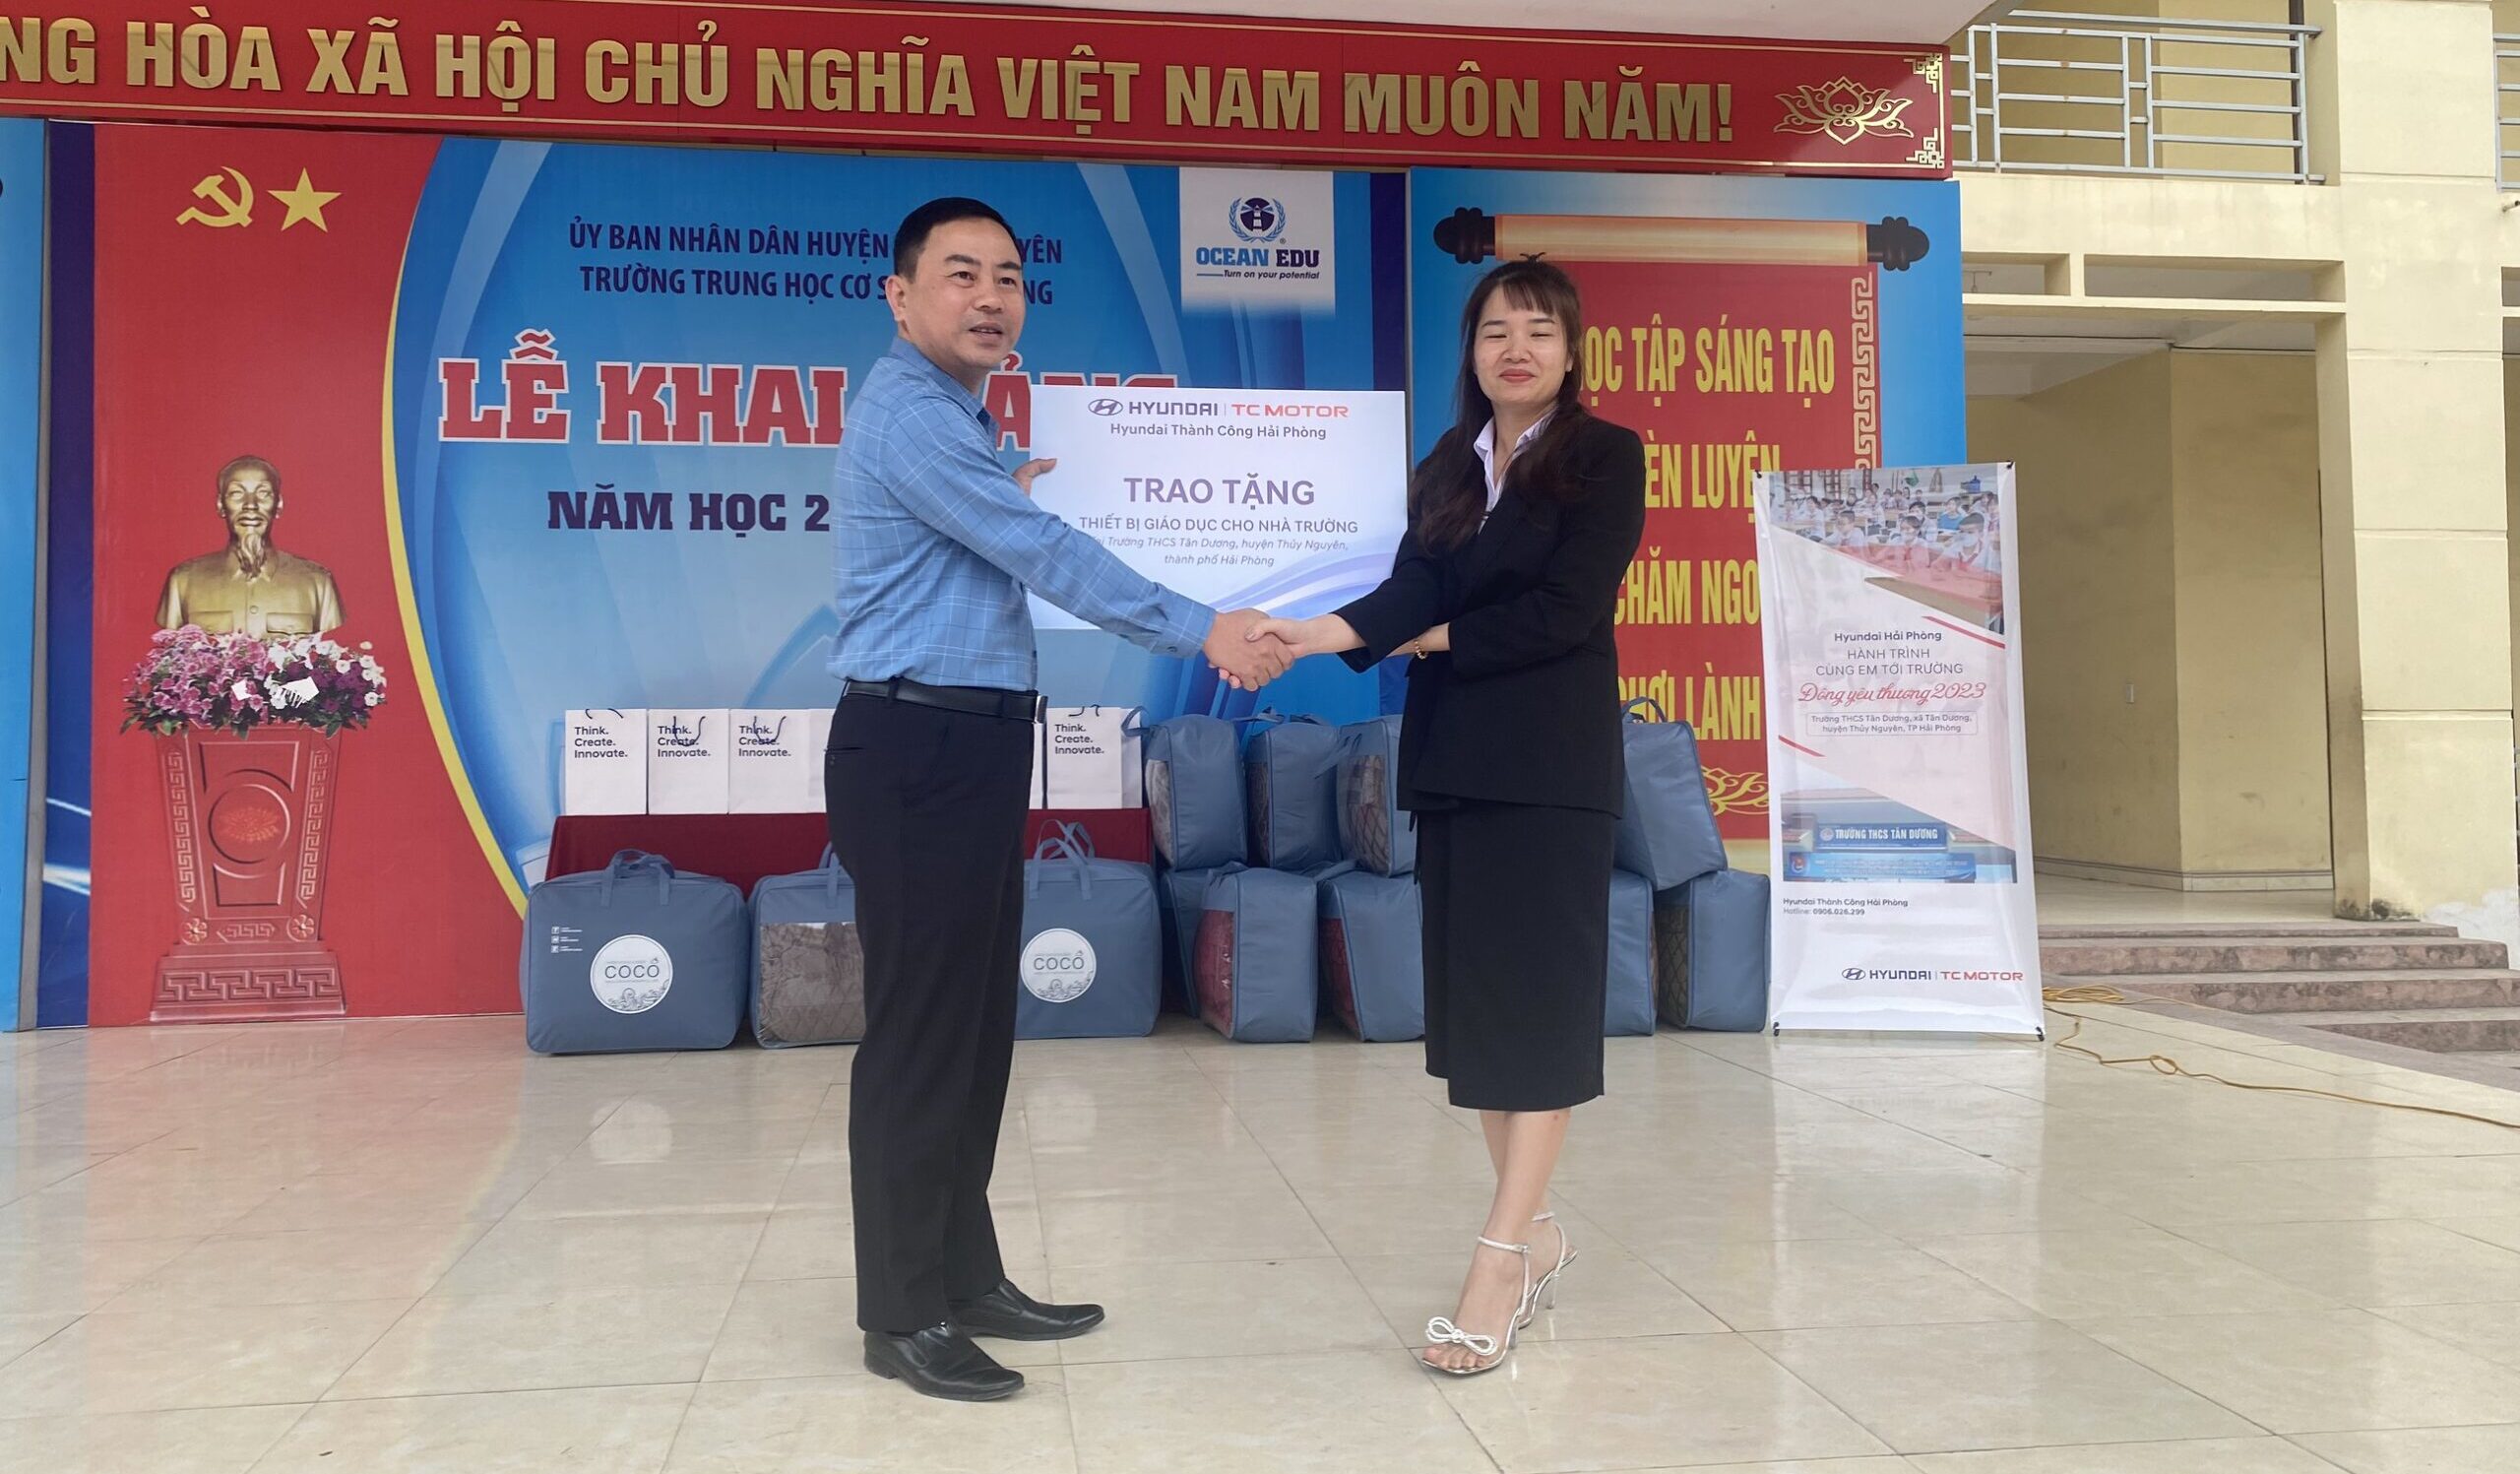 NG HÒA XÃ HỘI CHỦ NGHĨA VIỆT NAM MUÔN NĂM!
ỦY BAN NHÂN DÂN HUYỆN
TRƯỜNG TRUNG HỌC CƠ
LỄ KHAI
NĂM HỌC 2
OCEAN EDU
Turn on your potential
HYUNDAI | TC MOTOR
Hyundai Thành Công Hải Phòng
TRAO TẶNG
THIẾT BỊ GIÁO DỤC CHO NHÀ TRƯỜNG
Trường THCS Tân Dương, huyện Thủy Nguyên,
thành phố Hải Phòng
TẬP SÁNG TẠO
LUYỆN
CHĂM NGO
LÀNH
Think.
Create.
Innovate.
Think.
Create.
Innovate.
Think.
Create.
Innovate.
Think.
Create.
Innovate.
COCO
COCO
Hyundai Hải Phòng
HÀNH TRÌNH
CÙNG EM TỚI TRƯỜNG
Đông yêu thương 2023
Trường THCS Tân Dương, xã Tân Dương,
huyện Thủy Nguyên, TP Hải Phòng
TRƯỜNG THCS TÂN DƯƠNG
Hyundai Thành Công Hải Phòng
Hotline: 0906.026.299
HYUNDAI | TC MOTOR